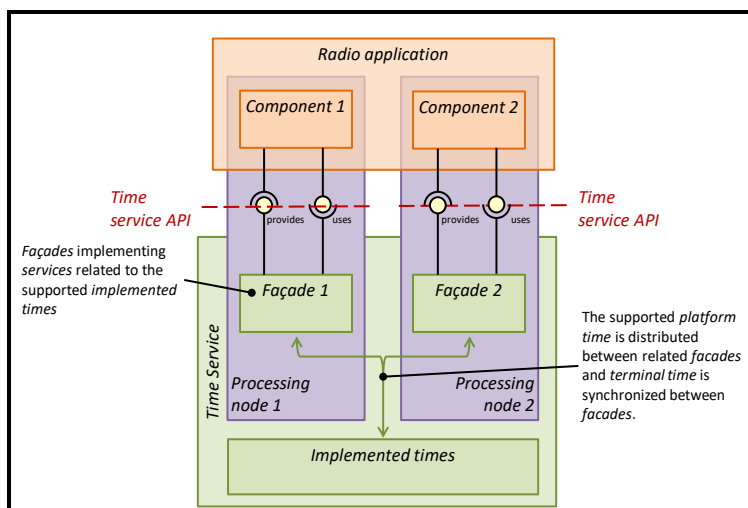 Radio application
Component 1
Component 2
Time
service API
provides
uses
provides
uses
Time
service API
Façades implementing
services related to the
supported implemented
times
Façade 1
Façade 2
The supported platform
time is distributed
between related facades
and terminal time is
synchronized between
facades.
Time Service
Processing
node 1
Processing
node 2
Implemented times